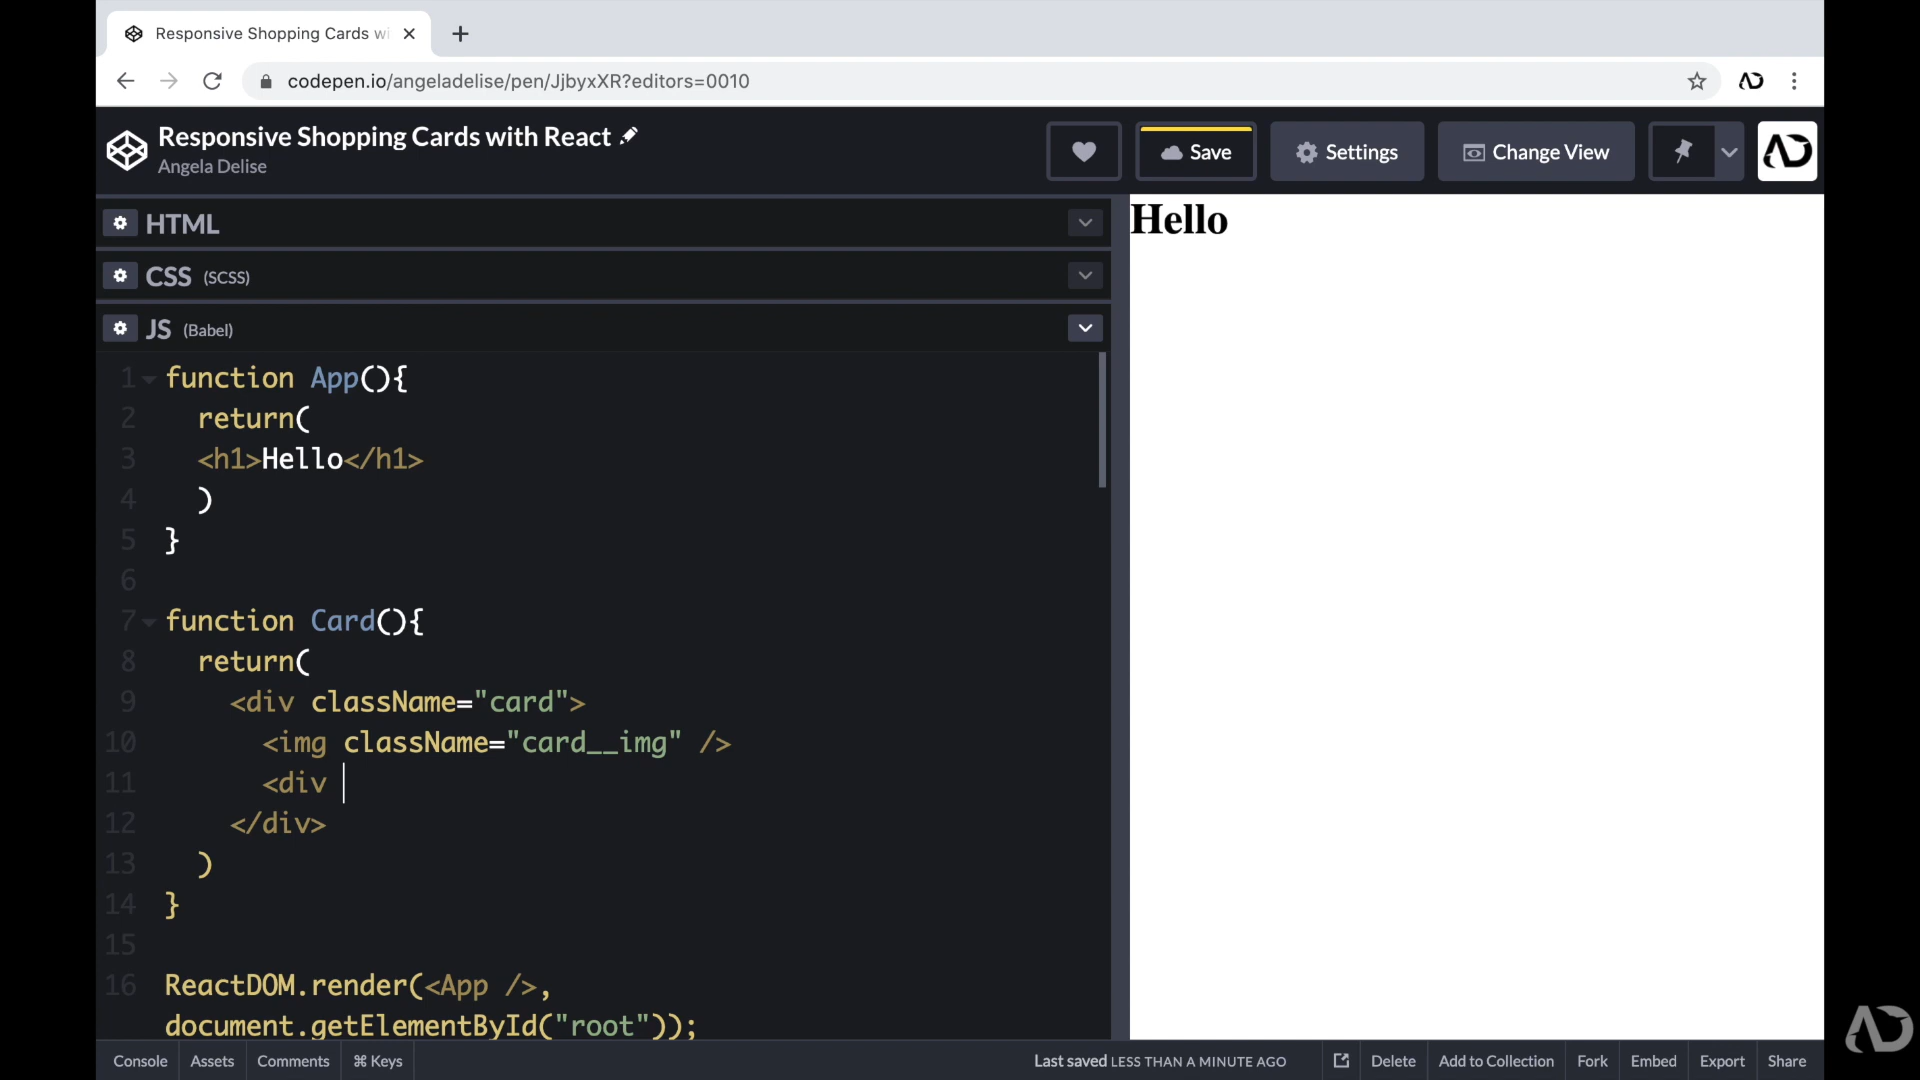 Responsive Shopping Cards wi
codepen.io/angeladelise/pen/JjbyxXR?editors=0010
Responsive Shopping Cards with React
Angela Delise
Save
Settings
Change View
HTML
CSS (SCSS)
JS (Babel)
Hello
1 function App(){
2 return(
3 <h1>Hello</h1>
4 )
5 }
6
7 function Card(){
8 return(
9 <div className="card">
10 <img className="card__img" />
11 <div
12 </div>
13 )
14 }
15
16 ReactDOM.render(<App />,
document.getElementById("root"));
Console Assets Comments ⌘ Keys Last saved LESS THAN A MINUTE AGO Delete Add to Collection Fork Embed Export Share